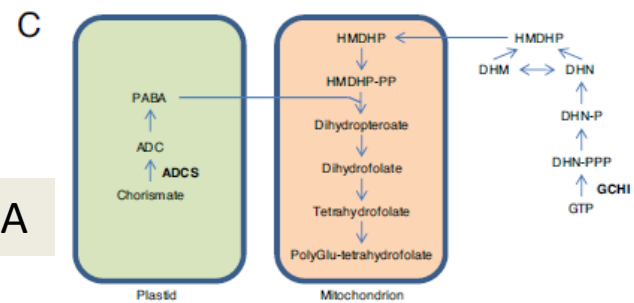 C
HMDHP
HMDHP-PP
Dihydropteroate
Dihydrofolate
Tetrahydrofolate
PolyGlu-tetrahydrofolate
Mitochondrion
PABA
ADC
ADCS
Chorismate
Plastid
A
HMDHP
DHM
DHN
DHN-P
DHN-PPP
GCHI
GTP